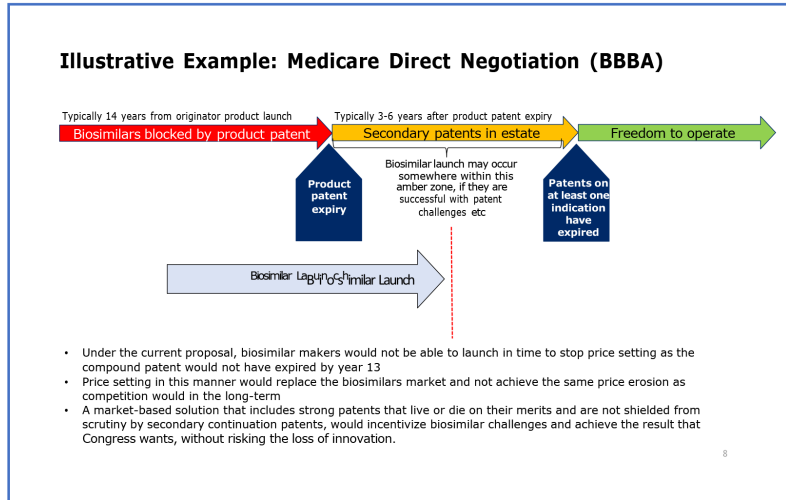 Illustrative Example: Medicare Direct Negotiation (BBBA)
Typically 14 years from originator product launch
Typically 3-6 years after product patent expiry
Biosimilars blocked by product patent
Secondary patents in estate
Freedom to operate
Product
patent
expiry
Biosimilar launch may occur
somewhere within this
amber zone, if they are
successful with patent
challenges etc
Patents on
at least one
indication
have
expired
Biosimilar Launch
• Under the current proposal, biosimilar makers would not be able to launch in time to stop price setting as the
compound patent would not have expired by year 13
• Price setting in this manner would replace the biosimilars market and not achieve the same price erosion as
competition would in the long-term
• A market-based solution that includes strong patents that live or die on their merits and are not shielded from
scrutiny by secondary continuation patents, would incentivize biosimilar challenges and achieve the result that
Congress wants, without risking the loss of innovation.
8